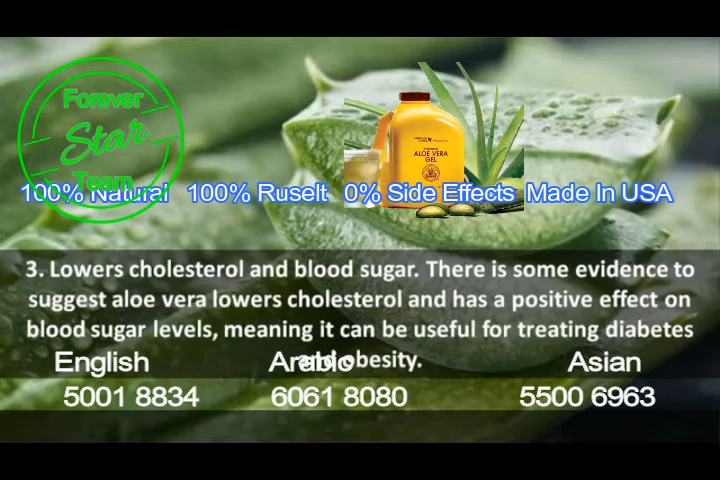 Forever
Star
Team
ALOE VERA
GEL
100% Natural 100% Ruselt 0% Side Effects Made In USA
3. Lowers cholesterol and blood sugar. There is some evidence to
suggest aloe vera lowers cholesterol and has a positive effect on
blood sugar levels, meaning it can be useful for treating diabetes
and obesity.
English Arabic Asian
5001 8834 6061 8080 5500 6963